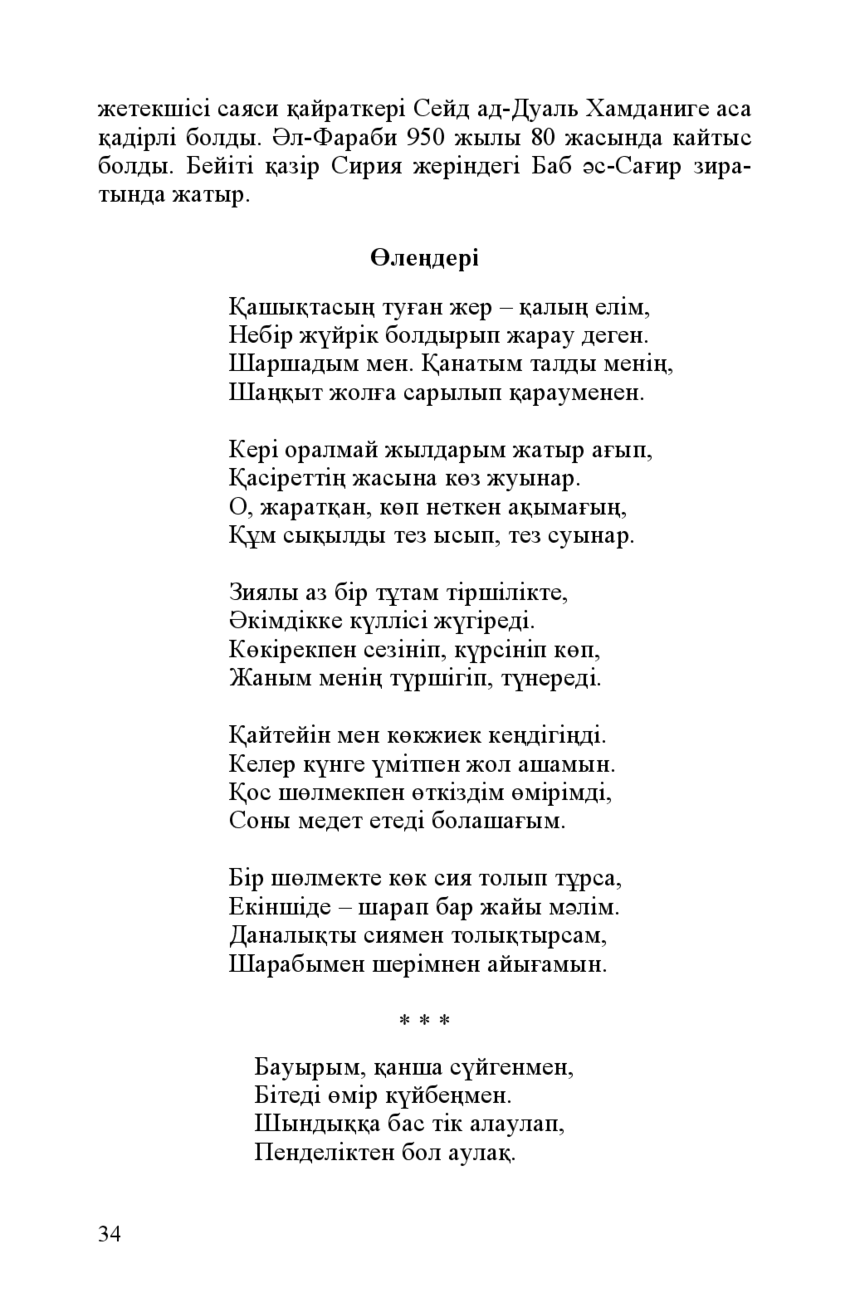 жетекшісі саяси қайраткері Сейд ад-Дуаль Хамданиге аса
қадірлі болды. Әл-Фараби 950 жылы 80 жасында кайтыс
болды. Бейіті қазір Сирия жеріндегі Баб әс-Сағир зира-
тында жатыр.
Өлеңдері
Қашықтасың туған жер – қалың елім,
Небір жүйрік болдырып жарау деген.
Шаршадым мен. Қанатым талды менің,
Шаңқыт жолға сарылып қарауменен.
Кері оралмай жылдарым жатыр ағып,
Қасіреттің жасына көз жуынар.
О, жаратқан, көп неткен ақымағың,
Құм сықылды тез ысып, тез суынар.
Зиялы аз бір тұтам тіршілікте,
Әкімдікке күллісі жүгіреді.
Көкірекпен сезініп, күрсініп көп,
Жаным менің түршігіп, түнереді.
Қайтейін мен көкжиек кеңдігіңді.
Келер күнге үмітпен жол ашамын.
Қос шөлмекпен өткіздім өмірімді,
Соны медет етеді болашағым.
Бір шөлмекте көк сия толып тұрса,
Екіншіде – шарап бар жайы мәлім.
Даналықты сиямен толықтырсам,
Шарабымен шерімнен айығамын.
* * *
Бауырым, қанша сүйгенмен,
Бітеді өмір күйбеңмен.
Шындыққа бас тік алаулап,
Пенделіктен бол аулақ.
34